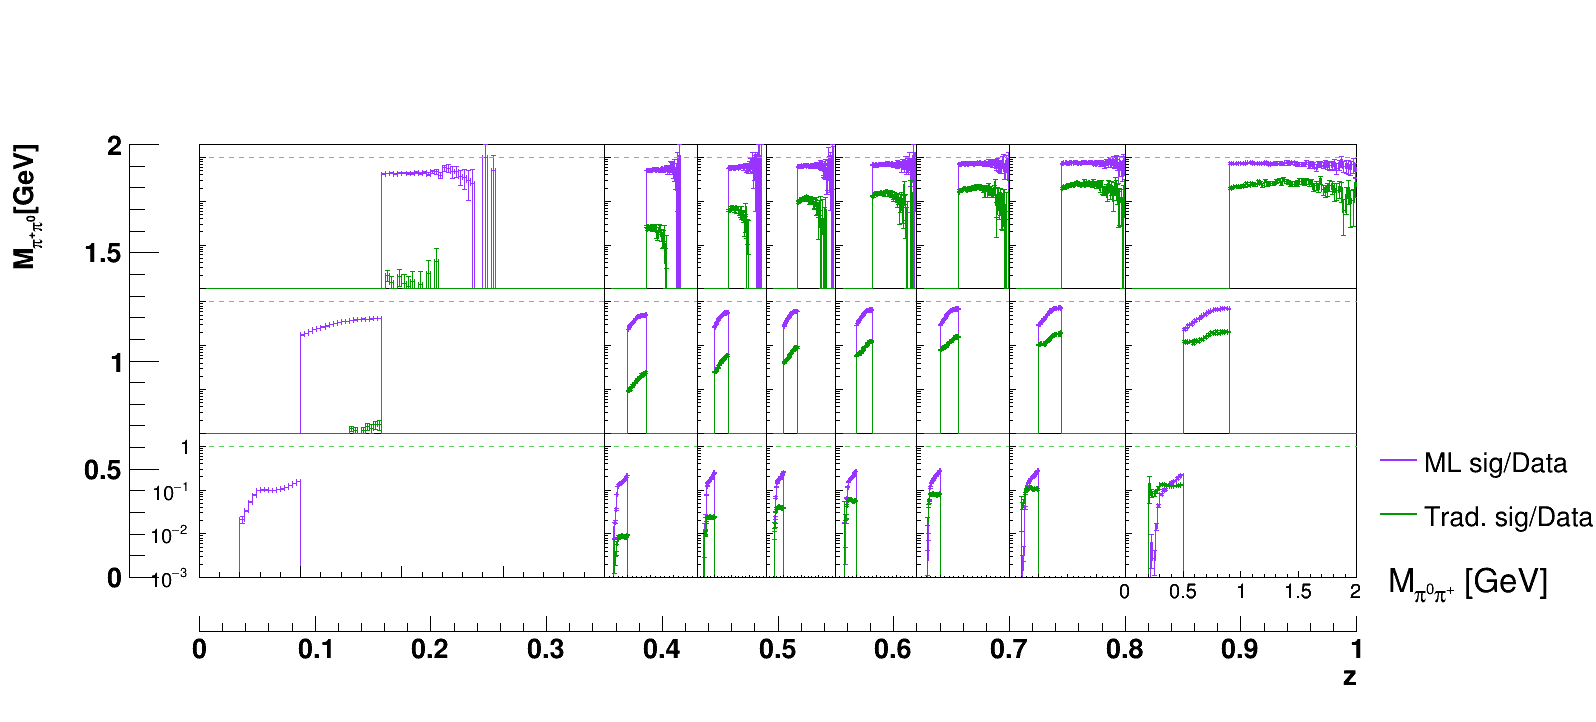 M π⁺π⁰ [GeV]
2
1.5
1
0.5
0
1
10⁻¹
10⁻²
10⁻³
ML sig/Data
Trad. sig/Data
0 0.5 1 1.5 2
M π⁰π⁺ [GeV]
0 0.1 0.2 0.3 0.4 0.5 0.6 0.7 0.8 0.9 1
z